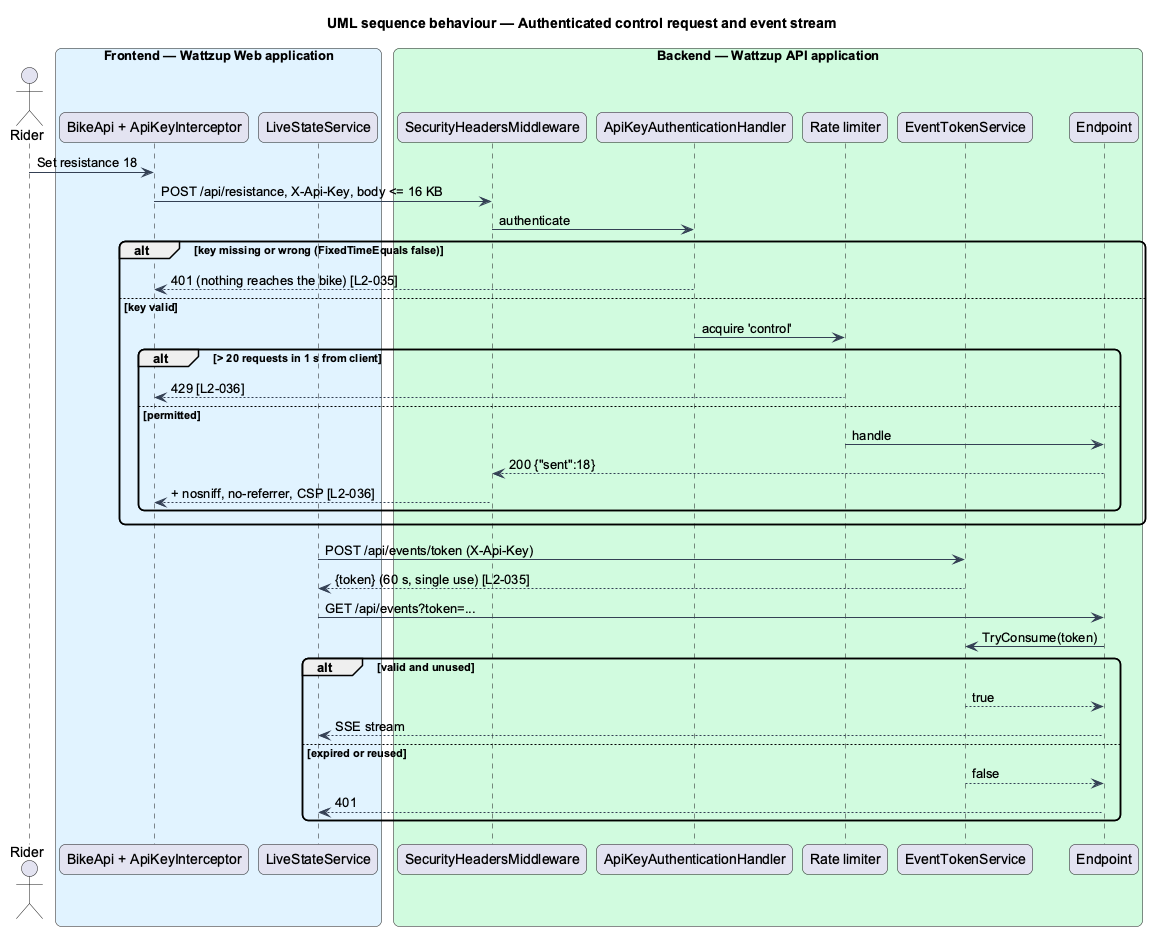 UML sequence behaviour — Authenticated control request and event stream
Frontend — Wattzup Web application
Backend — Wattzup API application
Rider
BikeApi + ApiKeyInterceptor
LiveStateService
SecurityHeadersMiddleware
ApiKeyAuthenticationHandler
Rate limiter
EventTokenService
Endpoint
Set resistance 18
POST /api/resistance, X-Api-Key, body <= 16 KB
authenticate
alt
[key missing or wrong (FixedTimeEquals false)]
401 (nothing reaches the bike) [L2-035]
[key valid]
acquire 'control'
alt
[> 20 requests in 1 s from client]
429 [L2-036]
[permitted]
handle
200 {"sent":18}
+ nosniff, no-referrer, CSP [L2-036]
POST /api/events/token (X-Api-Key)
{token} (60 s, single use) [L2-035]
GET /api/events?token=...
TryConsume(token)
alt
[valid and unused]
true
SSE stream
[expired or reused]
false
401
Rider
BikeApi + ApiKeyInterceptor
LiveStateService
SecurityHeadersMiddleware
ApiKeyAuthenticationHandler
Rate limiter
EventTokenService
Endpoint